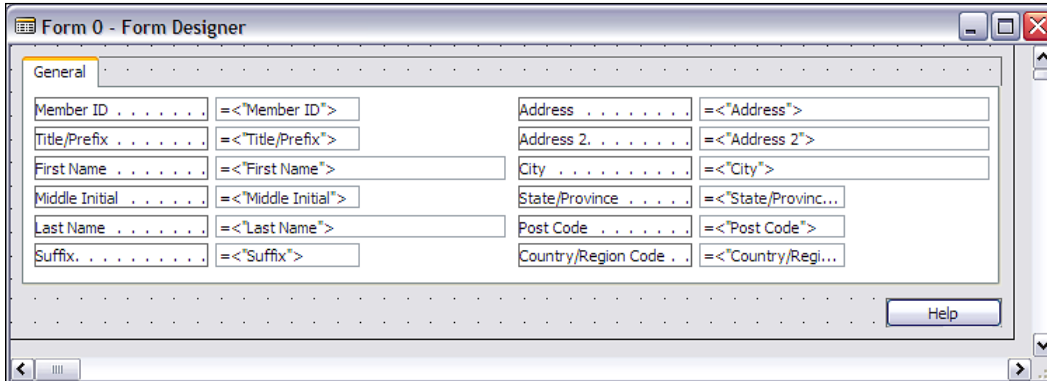 Form 0 - Form Designer
General
Member ID . . . . . . . =<"Member ID">
Title/Prefix . . . . . . . =<"Title/Prefix">
First Name . . . . . . . =<"First Name">
Middle Initial . . . . . . =<"Middle Initial">
Last Name . . . . . . . =<"Last Name">
Suffix. . . . . . . . . . =<"Suffix">
Address . . . . . . . . =<"Address">
Address 2. . . . . . . . =<"Address 2">
City . . . . . . . . . . =<"City">
State/Province . . . . . =<"State/Provinc...
Post Code . . . . . . . =<"Post Code">
Country/Region Code . . =<"Country/Regi...
Help